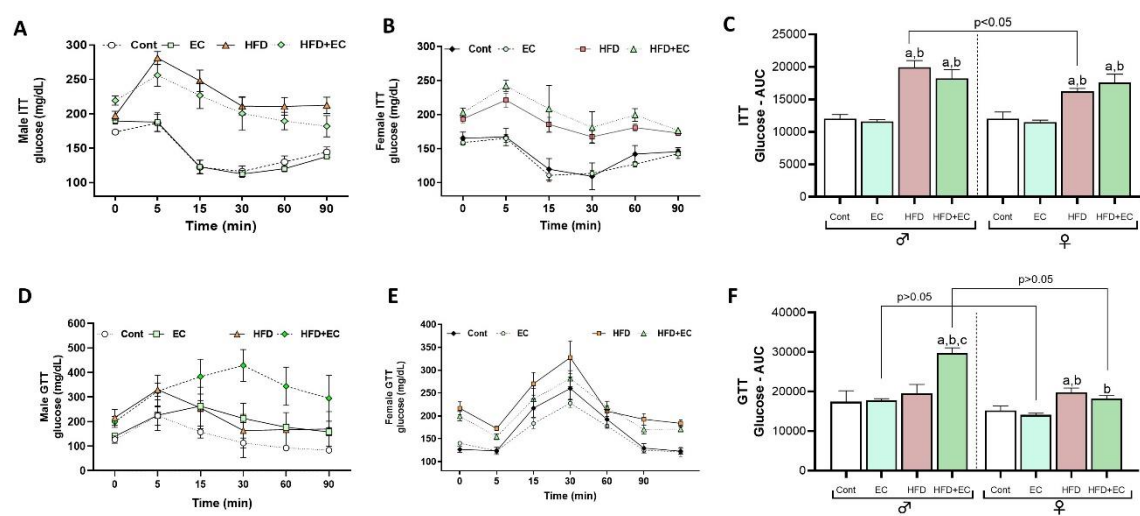 A
Cont EC HFD HFD+EC
Male ITT
glucose (mg/dL)
300
250
200
150
100
0 5 15 30 60 90
Time (min)
B
Cont EC HFD HFD+EC
Female ITT
glucose (mg/dL)
300
250
200
150
100
0 5 15 30 60 90
Time (min)
C
p<0.05
ITT
Glucose - AUC
25000
20000
15000
10000
5000
0
a,b a,b a,b a,b
Cont EC HFD HFD+EC Cont EC HFD HFD+EC
♂ ♀
D
Cont EC HFD HFD+EC
Male GTT
glucose (mg/dL)
600
500
400
300
200
100
0
0 5 15 30 60 90
Time (min)
E
Cont EC HFD HFD+EC
Female GTT
glucose (mg/dL)
400
350
300
250
200
150
100
0 5 15 30 60 90
Time (min)
F
p>0.05
p>0.05
GTT
Glucose - AUC
40000
30000
20000
10000
0
a,b,c a,b b
Cont EC HFD HFD+EC Cont EC HFD HFD+EC
♂ ♀